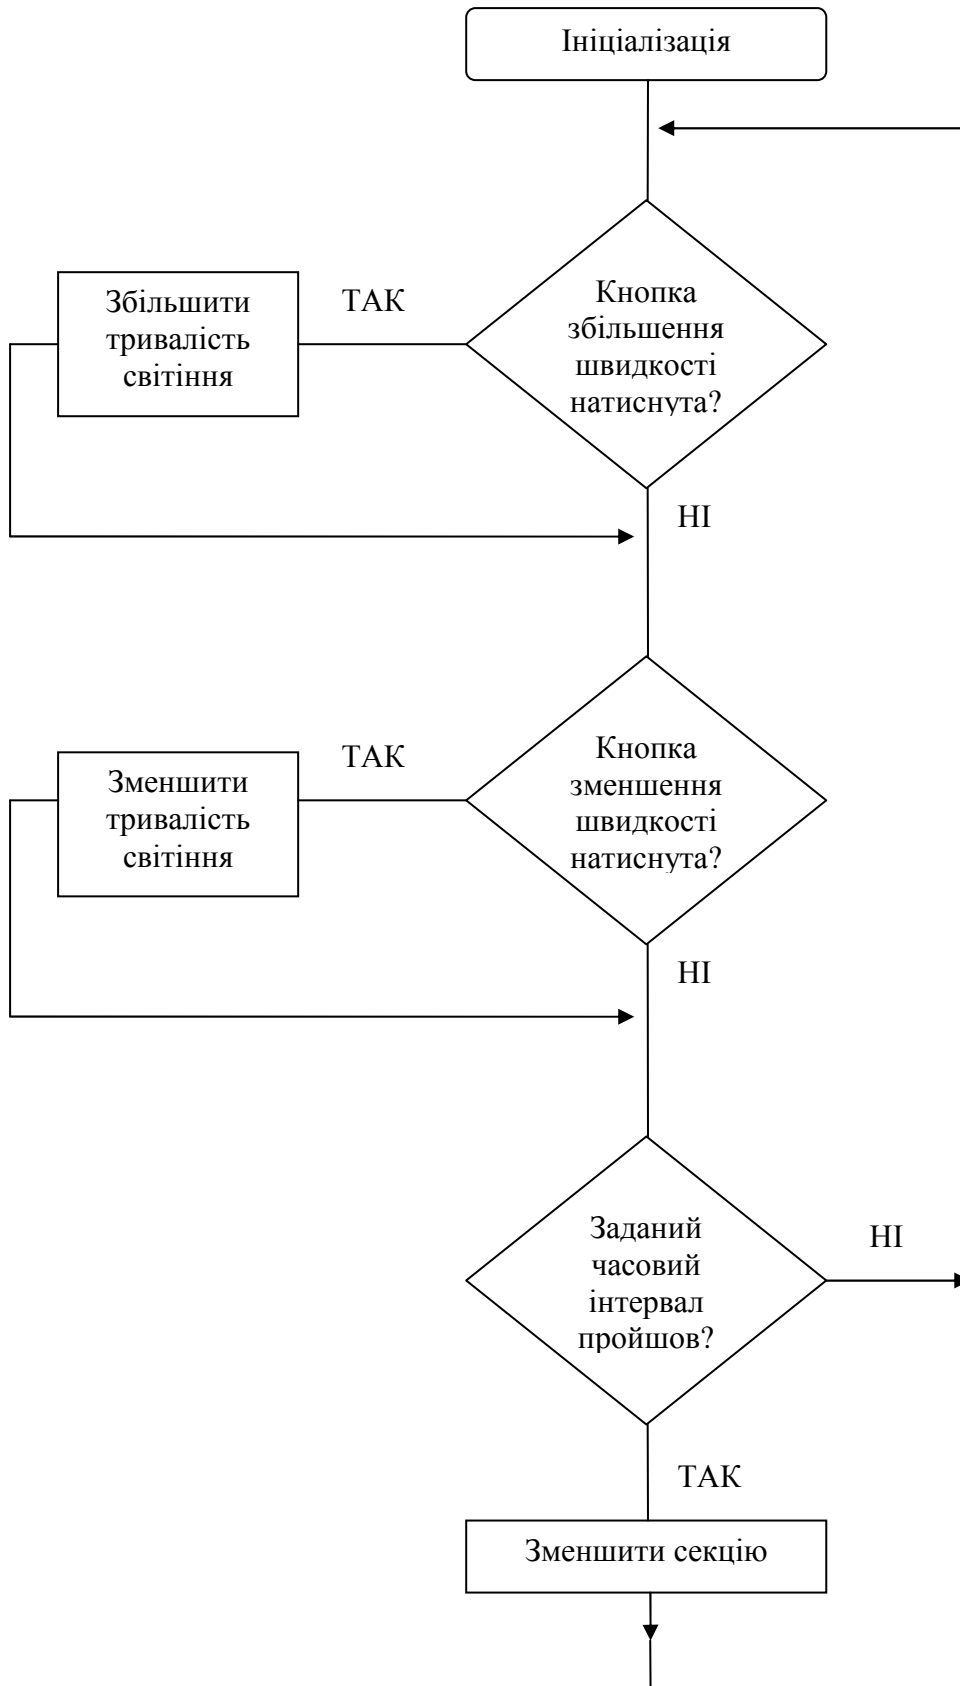 Ініціалізація
Збільшити
тривалість
світіння
ТАК
Кнопка
збільшення
швидкості
натиснута?
НІ
Зменшити
тривалість
світіння
ТАК
Кнопка
зменшення
швидкості
натиснута?
НІ
Заданий
часовий
інтервал
пройшов?
НІ
ТАК
Зменшити секцію